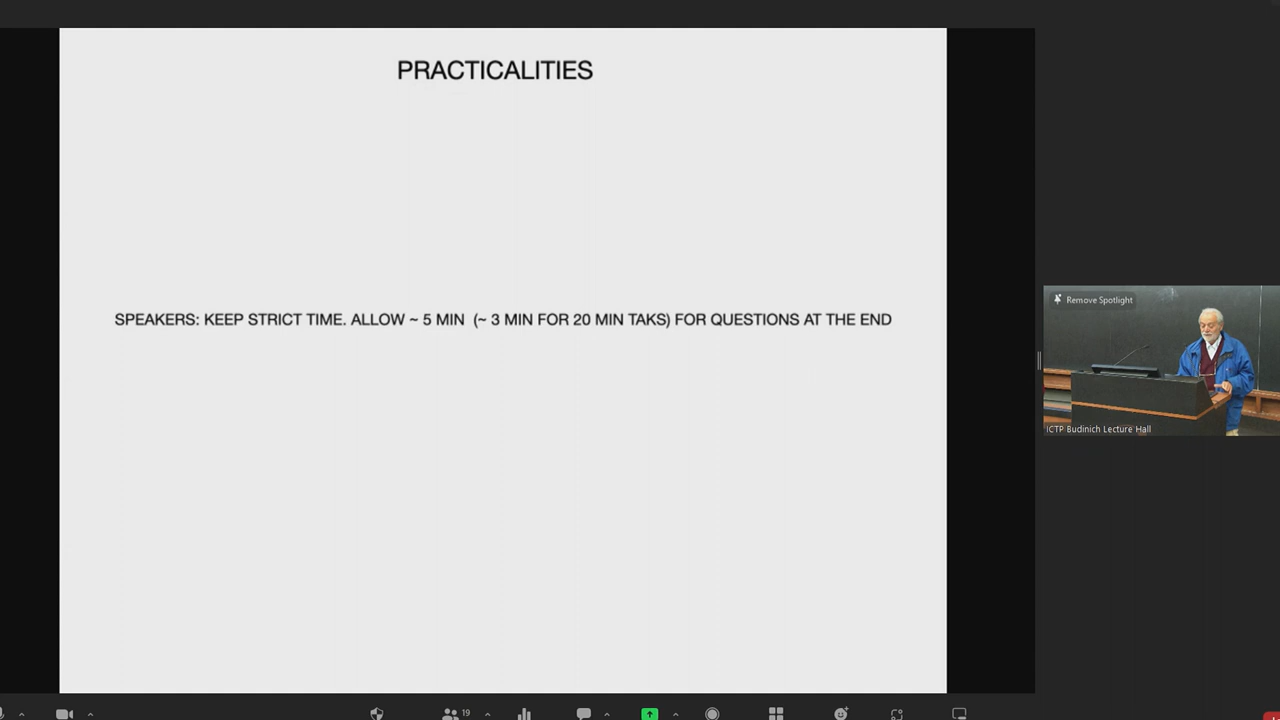 PRACTICALITIES
SPEAKERS: KEEP STRICT TIME. ALLOW ~ 5 MIN (~ 3 MIN FOR 20 MIN TAKS) FOR QUESTIONS AT THE END
Remove Spotlight
ICTP Budinich Lecture Hall
19